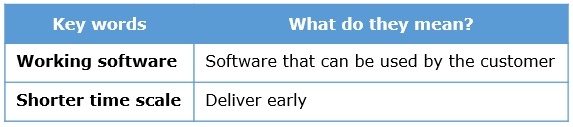 Key words What do they mean?
Working software Software that can be used by the customer
Shorter time scale Deliver early